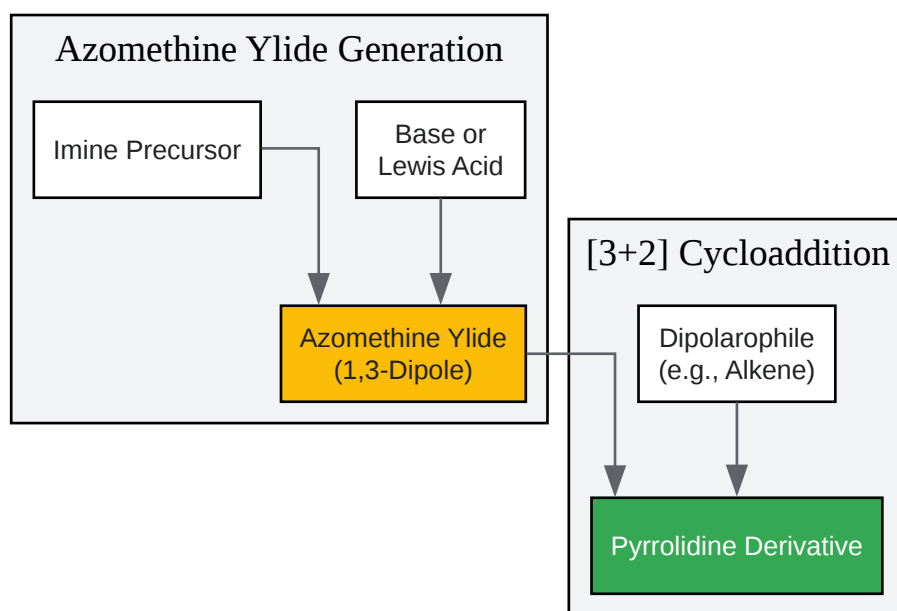 Azomethine Ylide Generation
Imine Precursor
Base or
Lewis Acid
Azomethine Ylide
(1,3-Dipole)
[3+2] Cycloaddition
Dipolarophile
(e.g., Alkene)
Pyrrolidine Derivative